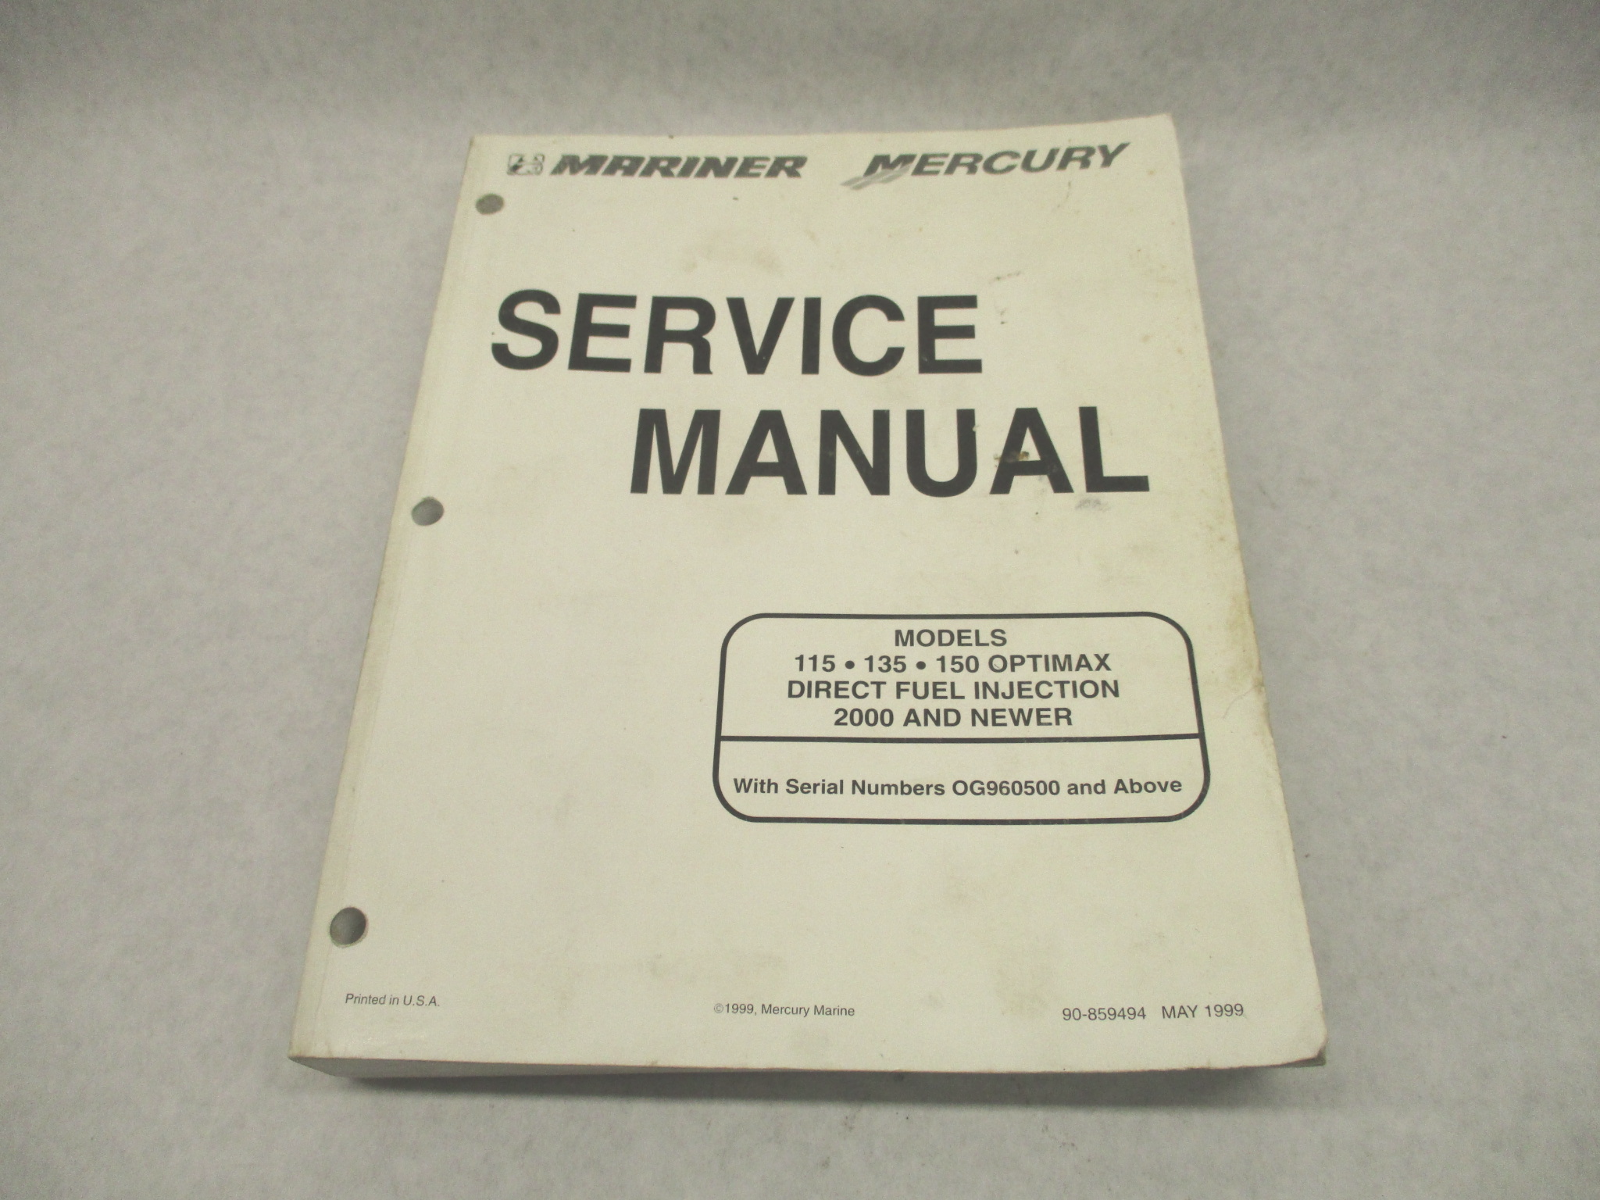 MARINER MERCURY
SERVICE
MANUAL
MODELS
115 • 135 • 150 OPTIMAX
DIRECT FUEL INJECTION
2000 AND NEWER
With Serial Numbers OG960500 and Above
Printed in U.S.A. ©1999, Mercury Marine 90-859494 MAY 1999